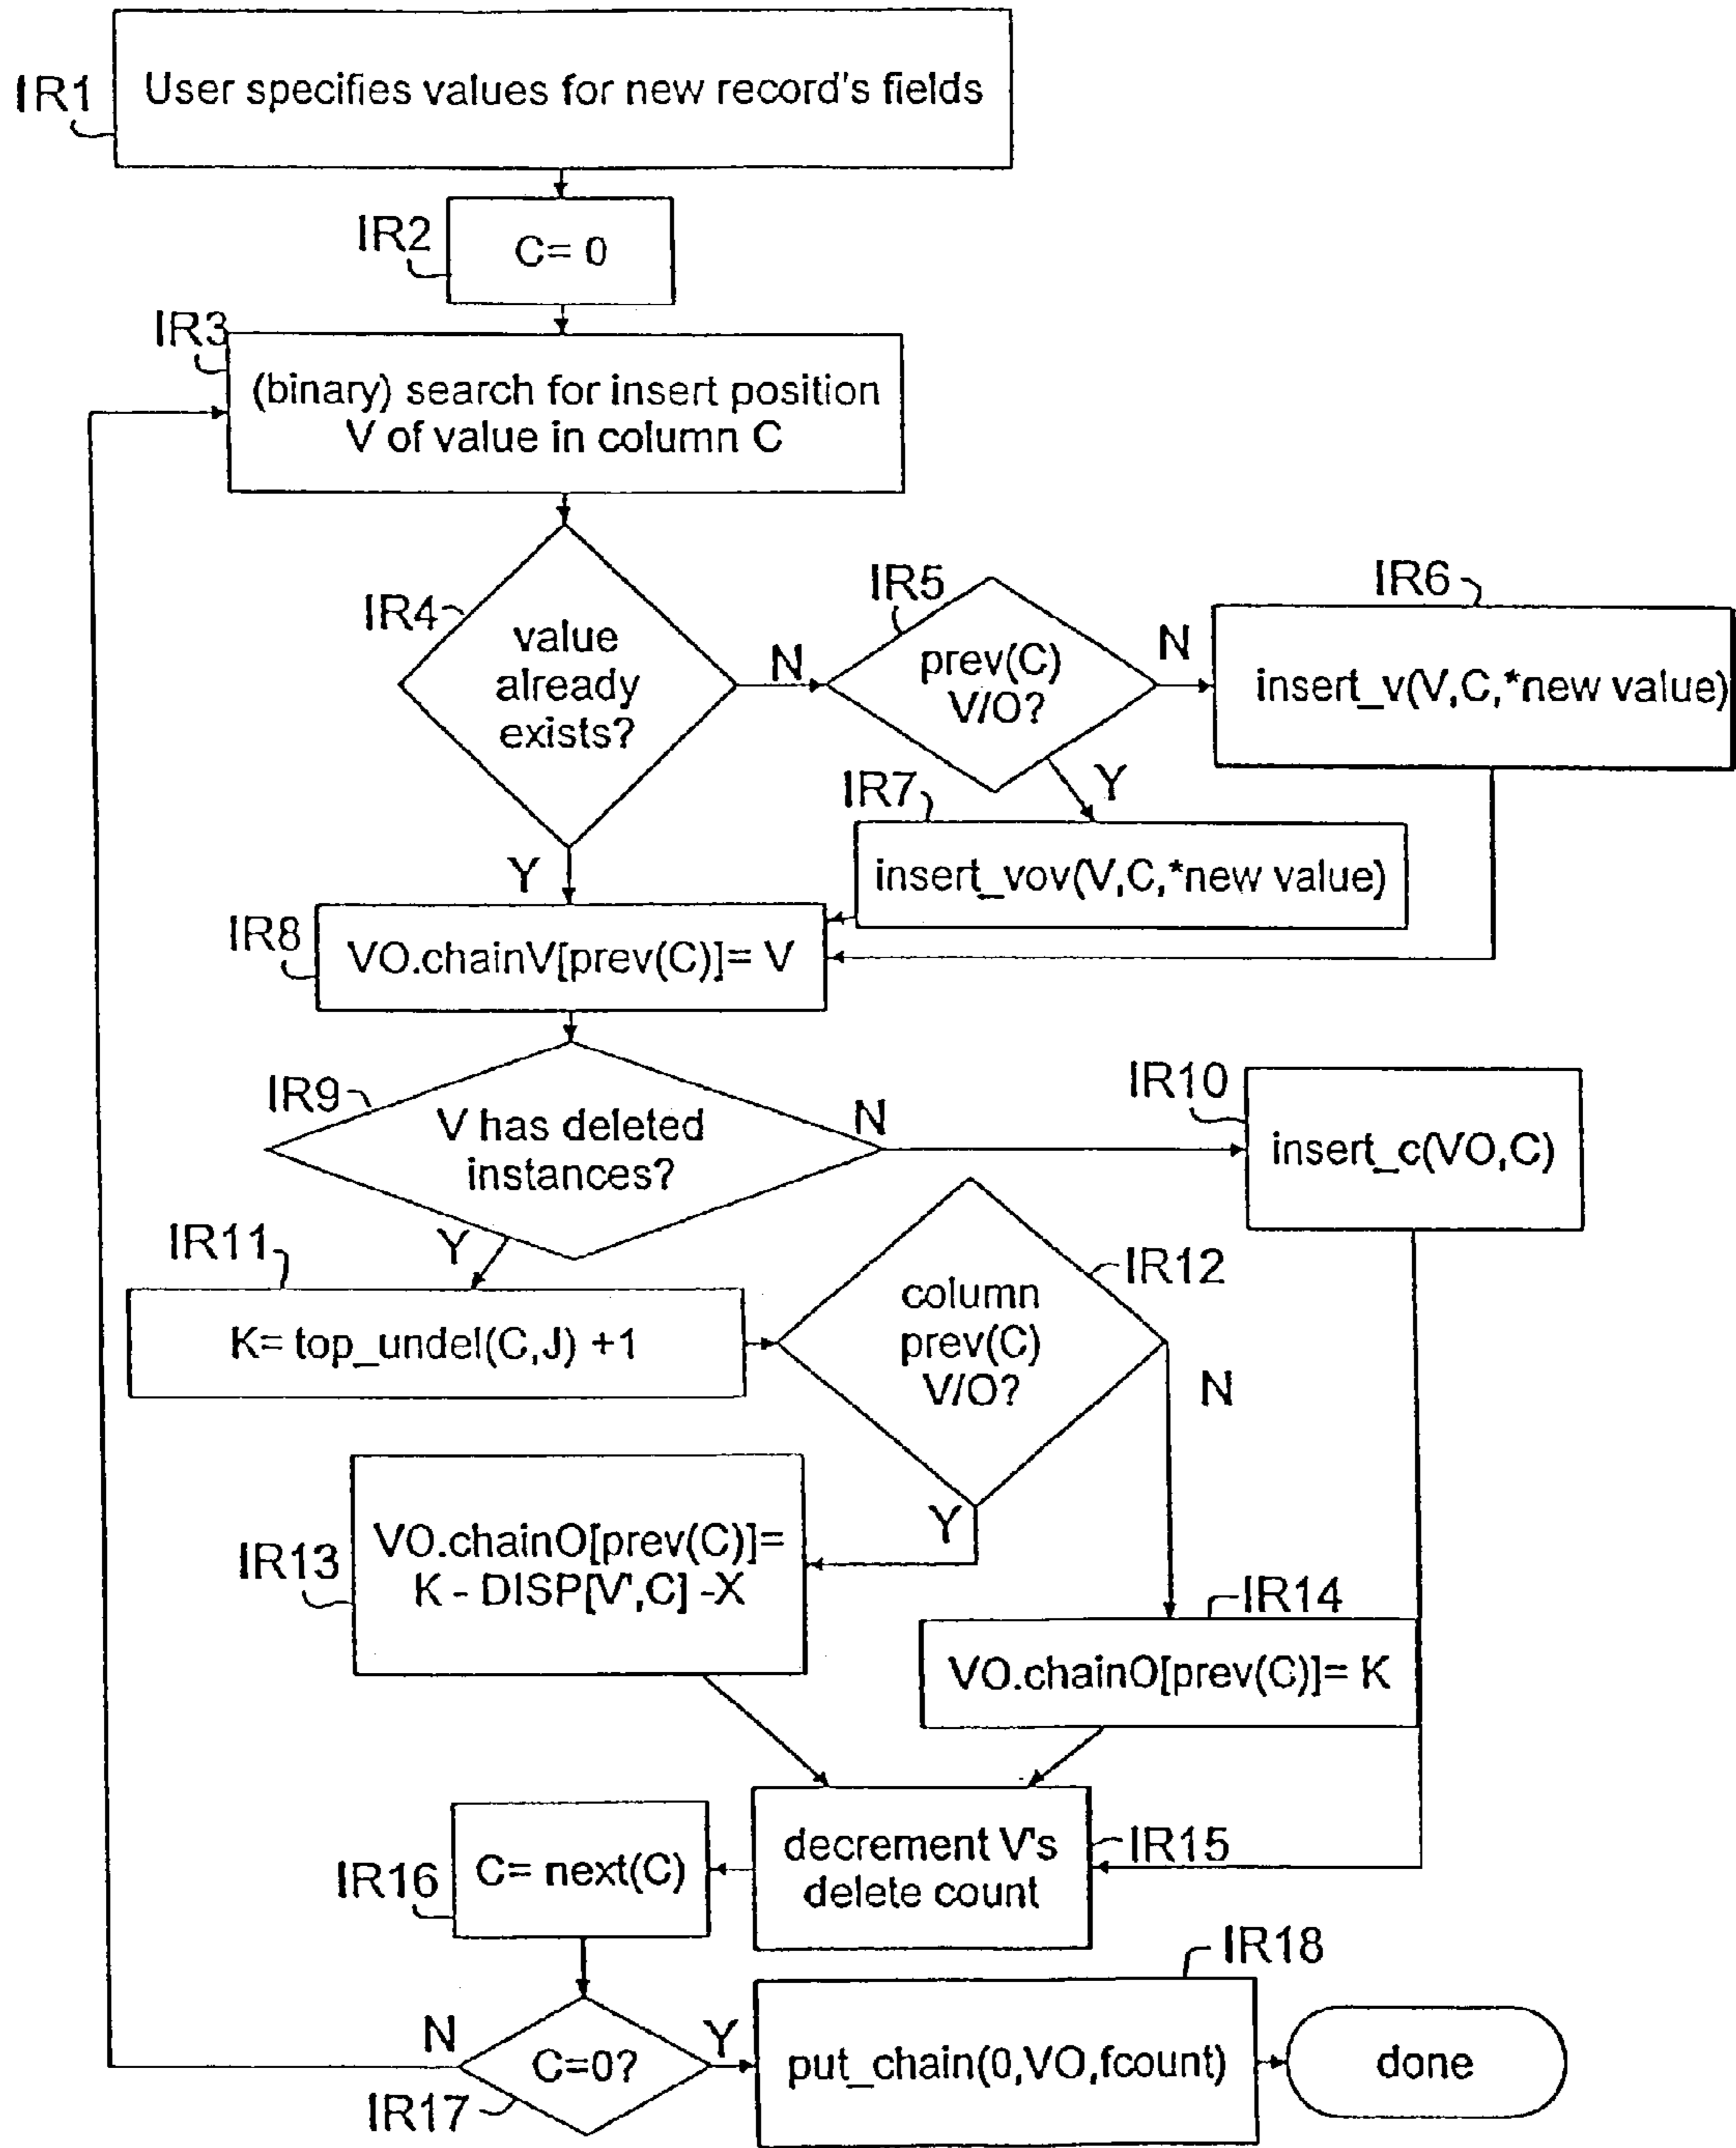 IR1
User specifies values for new record's fields
IR2
C= 0
IR3
(binary) search for insert position
V of value in column C
IR4
value
already
exists?
N
Y
IR5
prev(C)
V/O?
N
Y
IR6
insert_v(V,C,*new value)
IR7
insert_vov(V,C,*new value)
IR8
VO.chainV[prev(C)]= V
IR9
V has deleted
instances?
N
Y
IR10
insert_c(VO,C)
IR11
K= top_undel(C,J) +1
IR12
column
prev(C)
V/O?
N
Y
IR13
VO.chainO[prev(C)]=
K - DISP[V',C] -X
IR14
VO.chainO[prev(C)]= K
IR15
decrement V's
delete count
IR16
C= next(C)
IR17
C=0?
N
Y
IR18
put_chain(0,VO,fcount)
done